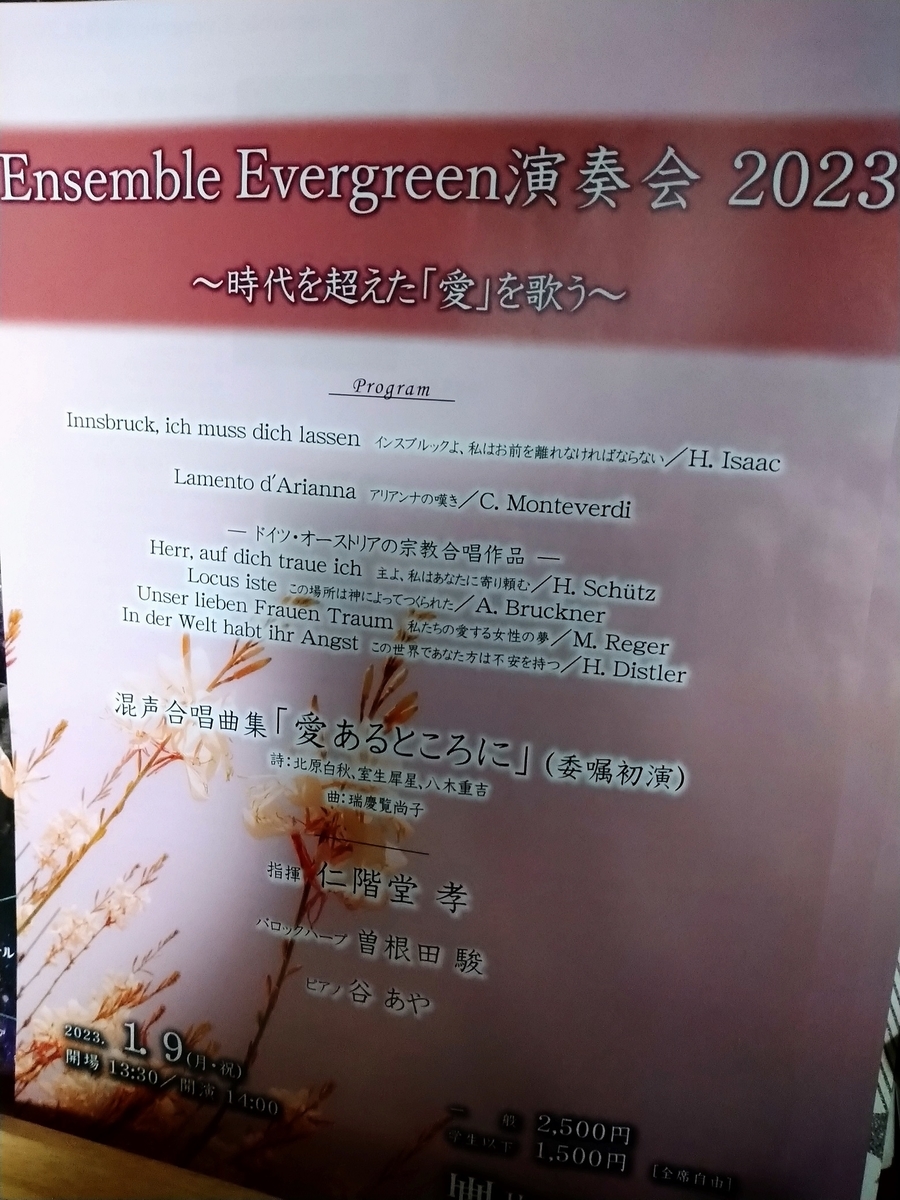 Ensemble Evergreen演奏会 2023
～時代を超えた「愛」を歌う～
Program
Innsbruck, ich muss dich lassen インスブルックよ、私はお前を離れなければならない／H. Isaac
Lamento d'Arianna アリアンナの嘆き／C. Monteverdi
― ドイツ・オーストリアの宗教合唱作品 ―
Herr, auf dich traue ich 主よ、私はあなたに寄り頼む／H. Schütz
Locus iste この場所は神によってつくられた／A. Bruckner
Unser lieben Frauen Traum 私たちの愛する女性の夢／M. Reger
In der Welt habt ihr Angst この世界であなた方は不安を持つ／H. Distler
混声合唱曲集「愛あるところに」(委嘱初演)
詩：北原白秋、室生犀星、八木重吉
曲：瑞慶覧尚子
指揮 仁階堂 孝
バロックハープ 曽根田 駿
ピアノ 谷 あや
2023. 1. 9(月・祝)
開場 13:30／開演 14:00
一般 2,500円
学生以下 1,500円 [全席自由]